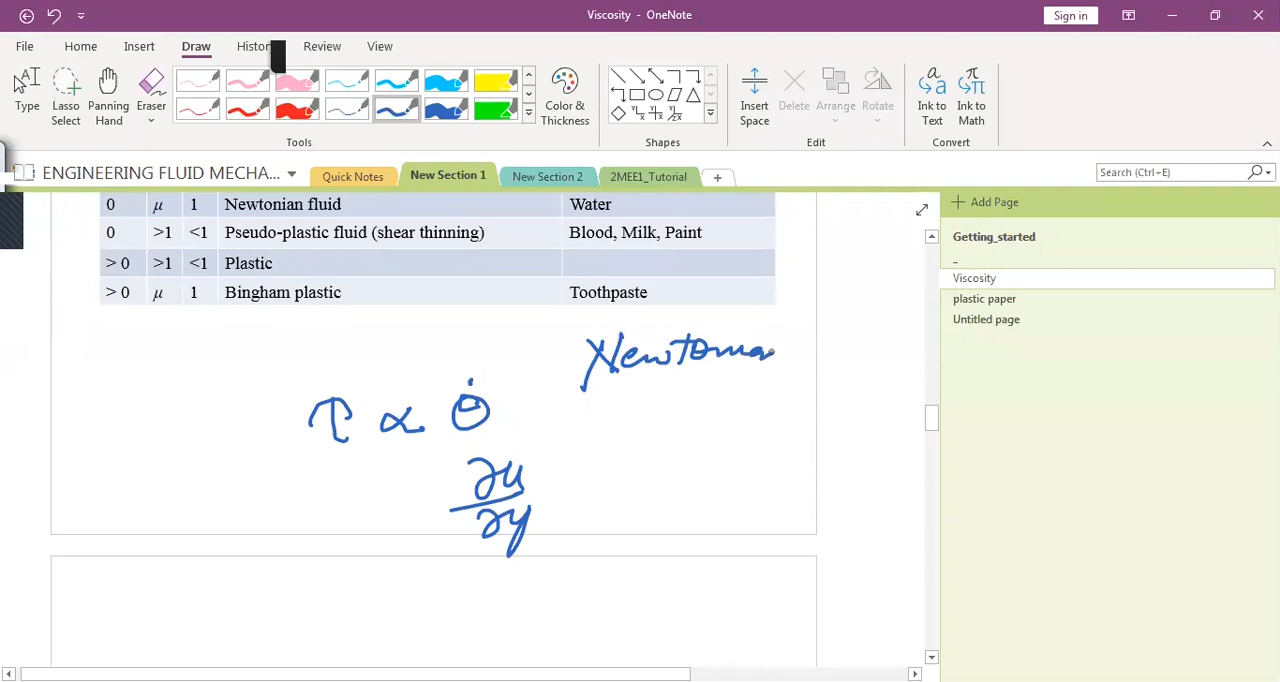 Viscosity - OneNote
Sign in
File Home Insert Draw Histor Review View
Type
Lasso Select
Panning Hand
Eraser
Color & Thickness
Insert Space
Delete
Arrange
Rotate
Ink to Text
Ink to Math
Tools Shapes Edit Convert
ENGINEERING FLUID MECHA... Quick Notes New Section 1 New Section 2 2MEE1_Tutorial +
Search (Ctrl+E)
+ Add Page
Getting_started
Viscosity
plastic paper
Untitled page
0 μ 1 Newtonian fluid Water
0 >1 <1 Pseudo-plastic fluid (shear thinning) Blood, Milk, Paint
> 0 >1 <1 Plastic
> 0 μ 1 Bingham plastic Toothpaste
Newtonia
τ ∝ θ̇
∂u
∂y